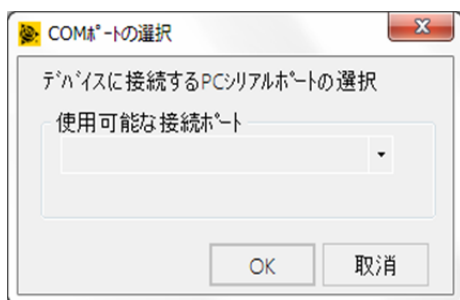 COMﾎﾟｰﾄの選択
ﾃﾞﾊﾞｲｽに接続するPCｼﾘｱﾙﾎﾟｰﾄの選択
使用可能な接続ﾎﾟｰﾄ
OK
取消